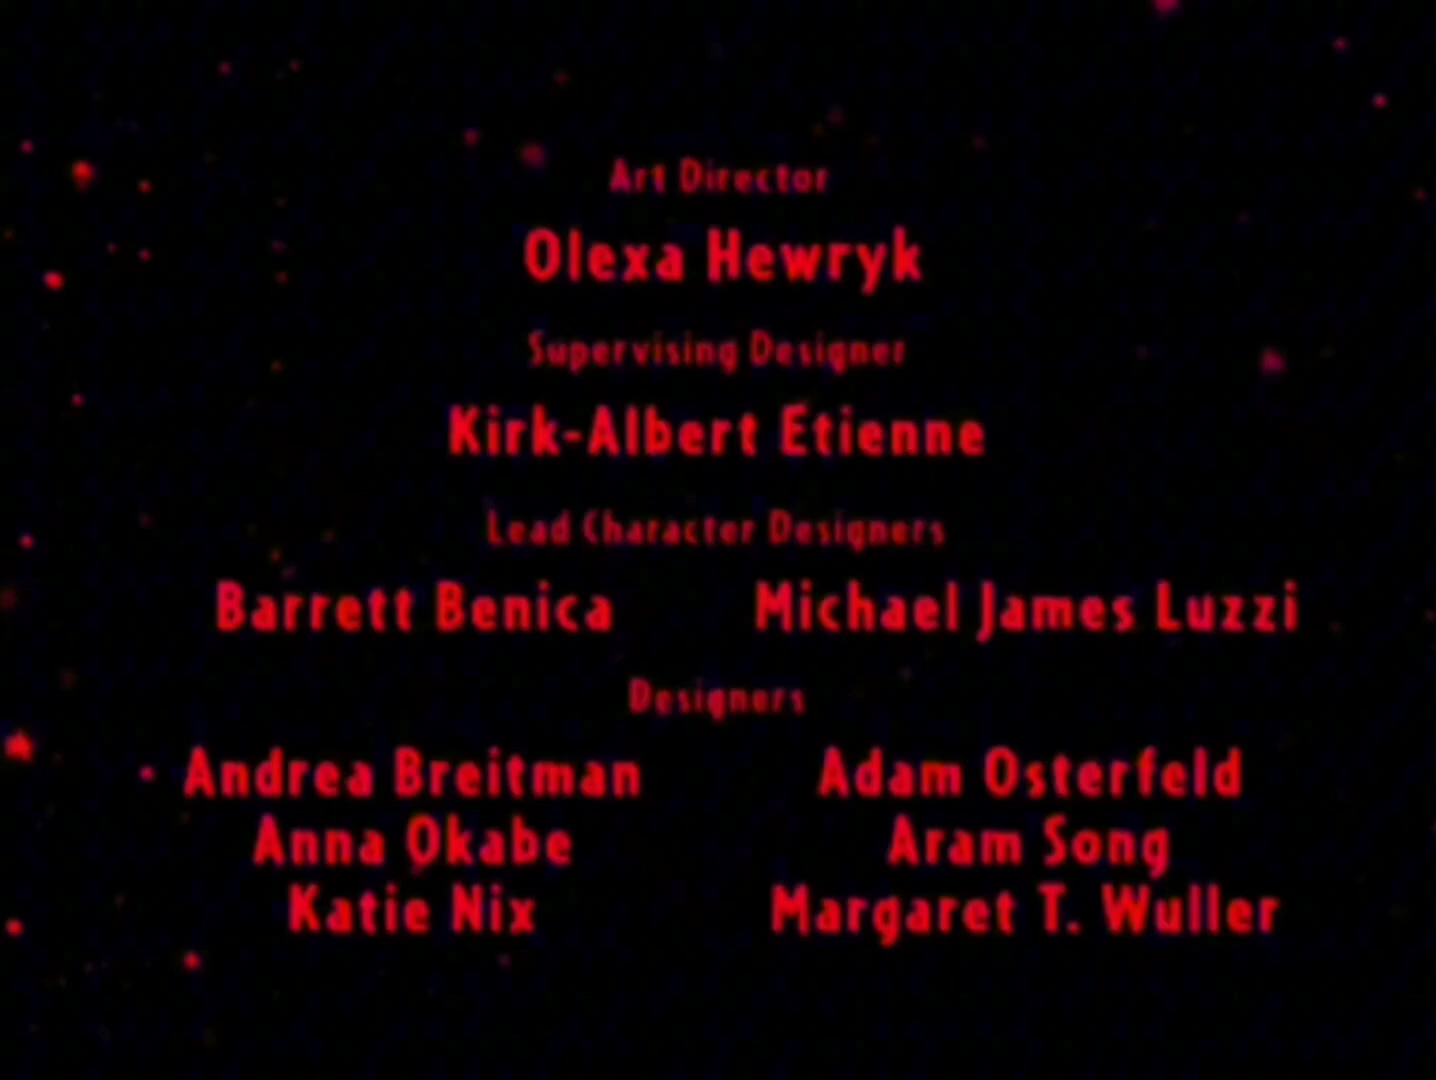 Art Director
Olexa Hewryk
Supervising Designer
Kirk-Albert Etienne
Lead Character Designers
Barrett Benica Michael James Luzzi
Designers
Andrea Breitman Adam Osterfeld
Anna Okabe Aram Song
Katie Nix Margaret T. Wuller